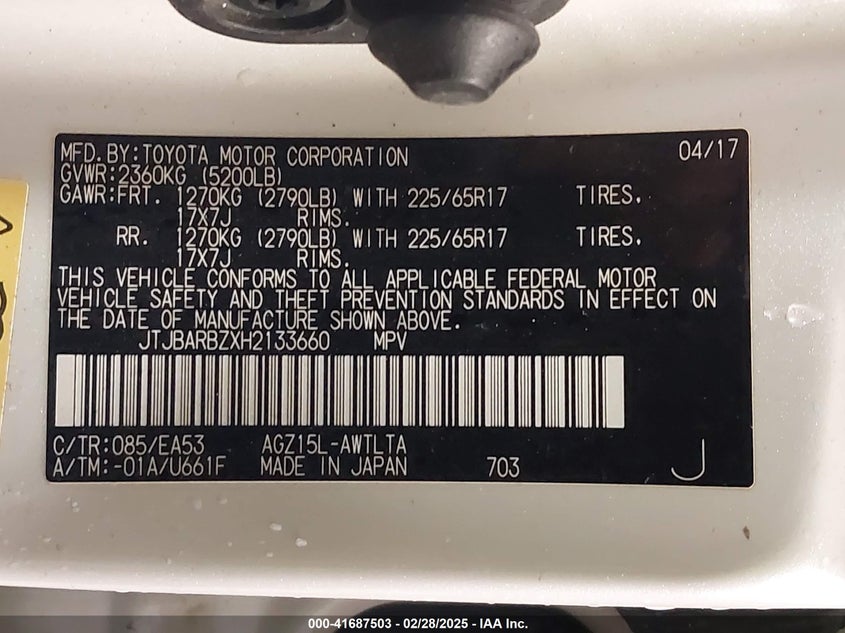 MFD.BY:TOYOTA MOTOR CORPORATION 04/17
GVWR:2360KG (5200LB)
GAWR:FRT. 1270KG (2790LB) WITH 225/65R17 TIRES.
17X7J RIMS.
RR. 1270KG (2790LB) WITH 225/65R17 TIRES.
17X7J RIMS.
THIS VEHICLE CONFORMS TO ALL APPLICABLE FEDERAL MOTOR
VEHICLE SAFETY AND THEFT PREVENTION STANDARDS IN EFFECT ON
THE DATE OF MANUFACTURE SHOWN ABOVE.
JTJBARBZXH2133660 MPV
C/TR:085/EA53 AGZ15L-AWTLTA
A/TM:-01A/U661F MADE IN JAPAN 703 J
000-41687503 - 02/28/2025 - IAA Inc.